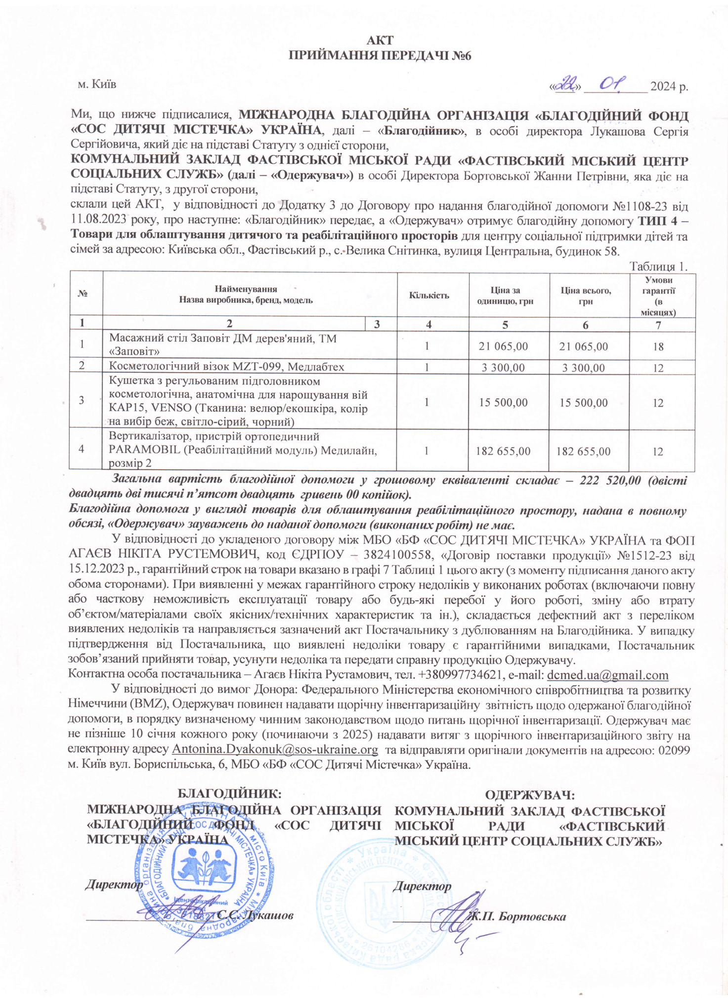 АКТ
ПРИЙМАННЯ ПЕРЕДАЧІ №6
м. Київ «22» 01. 2024 р.
Ми, що нижче підписалися, МІЖНАРОДНА БЛАГОДІЙНА ОРГАНІЗАЦІЯ «БЛАГОДІЙНИЙ ФОНД
«СОС ДИТЯЧІ МІСТЕЧКА» УКРАЇНА, далі – «Благодійник», в особі директора Лукашова Сергія
Сергійовича, який діє на підставі Статуту з однієї сторони,
КОМУНАЛЬНИЙ ЗАКЛАД ФАСТІВСЬКОЇ МІСЬКОЇ РАДИ «ФАСТІВСЬКИЙ МІСЬКИЙ ЦЕНТР
СОЦІАЛЬНИХ СЛУЖБ» (далі – «Одержувач») в особі Директора Бортовської Жанни Петрівни, яка діє на
підставі Статуту, з другої сторони,
склали цей АКТ, у відповідності до Додатку 3 до Договору про надання благодійної допомоги №1108-23 від
11.08.2023 року, про наступне: «Благодійник» передає, а «Одержувач» отримує благодійну допомогу ТИП 4 –
Товари для облаштування дитячого та реабілітаційного просторів для центру соціальної підтримки дітей та
сімей за адресою: Київська обл., Фастівський р., с. Велика Снітинка, вулиця Центральна, будинок 58.
Таблиця 1.
№ Найменування Назва виробника, бренд, модель Кількість Ціна за одиницю, грн Ціна всього, грн Умови гарантії (в місяцях)
1 2 3 4 5 6 7
1 Масажний стіл Заповіт ДМ дерев'яний, ТМ 1 21 065,00 21 065,00 18
«Заповіт»
2 Косметологічний візок MZT-099, Медлабтех 1 3 300,00 3 300,00 12
3 Кушетка з регульованим підголовником
косметологічна, анатомічна для нарощування вій 1 15 500,00 15 500,00 12
КАР15, VENSO (Тканина: велюр/екошкіра, колір
на вибір беж, світло-сірий, чорний)
4 Вертикалізатор, пристрій ортопедичний
PARAMOBIL (Реабілітаційний модуль) Медилайн, 1 182 655,00 182 655,00 12
розмір 2
Загальна вартість благодійної допомоги у грошовому еквіваленті складає – 222 520,00 (двісті
двадцять дві тисячі п’ятсот двадцять гривень 00 копійок).
Благодійна допомога у вигляді товарів для облаштування реабілітаційного простору, надана в повному
обсязі, «Одержувач» зауважень до наданої допомоги (виконаних робіт) не має.
У відповідності до укладеного договору між МБО «БФ «СОС ДИТЯЧІ МІСТЕЧКА» УКРАЇНА та ФОП
АГАЄВ НІКІТА РУСТЕМОВИЧ, код ЄДРПОУ – 3824100558, «Договір поставки продукції» №1512-23 від
15.12.2023 р., гарантійний строк на товари вказано в графі 7 Таблиці 1 цього акту (з моменту підписання даного акту
обома сторонами). При виявленні у межах гарантійного строку недоліків у виконаних роботах (включаючи повну
або часткову неможливість експлуатації товару або будь-які перебої у його роботі, зміну або втрату
об’єктом/матеріалами своїх якісних/технічних характеристик та ін.), складається дефектний акт з переліком
виявлених недоліків та направляється зазначений акт Постачальнику з дублюванням на Благодійника. У випадку
підтвердження від Постачальника, що виявлені недоліки товару є гарантійними випадками, Постачальник
зобов’язаний прийняти товар, усунути недоліка та передати справну продукцію Одержувачу.
Контактна особа постачальника – Агаєв Нікіта Рустамович, тел. +380997734621, e-mail: dcmed.ua@gmail.com
У відповідності до вимог Донора: Федерального Міністерства економічного співробітництва та розвитку
Німеччини (BMZ), Одержувач повинен надавати щорічну інвентаризаційну звітність щодо одержаної благодійної
допомоги, в порядку визначеному чинним законодавством щодо питань щорічної інвентаризації. Одержувач має
не пізніше 10 січня кожного року (починаючи з 2025) надавати витяг з щорічного інвентаризаційного звіту на
електронну адресу Antonina.Dyakonuk@sos-ukraine.org та відправляти оригінали документів на адресою: 02099
м. Київ вул. Бориспільська, 6, МБО «БФ «СОС Дитячі Містечка» Україна.
БЛАГОДІЙНИК:
МІЖНАРОДНА БЛАГОДІЙНА ОРГАНІЗАЦІЯ
«БЛАГОДІЙНИЙ ФОНД «СОС ДИТЯЧІ
МІСТЕЧКА» УКРАЇНА
Директор
С.С. Лукашов
ОДЕРЖУВАЧ:
КОМУНАЛЬНИЙ ЗАКЛАД ФАСТІВСЬКОЇ
МІСЬКОЇ РАДИ «ФАСТІВСЬКИЙ
МІСЬКИЙ ЦЕНТР СОЦІАЛЬНИХ СЛУЖБ»
Директор
Ж.П. Бортовська
УКРАЇНА * місто Київ * Міжнародна благодійна організація
«БЛАГОДІЙНИЙ ФОНД «СОС ДИТЯЧІ МІСТЕЧКА» УКРАЇНА
Ідентифікаційний
* Україна *
26104286